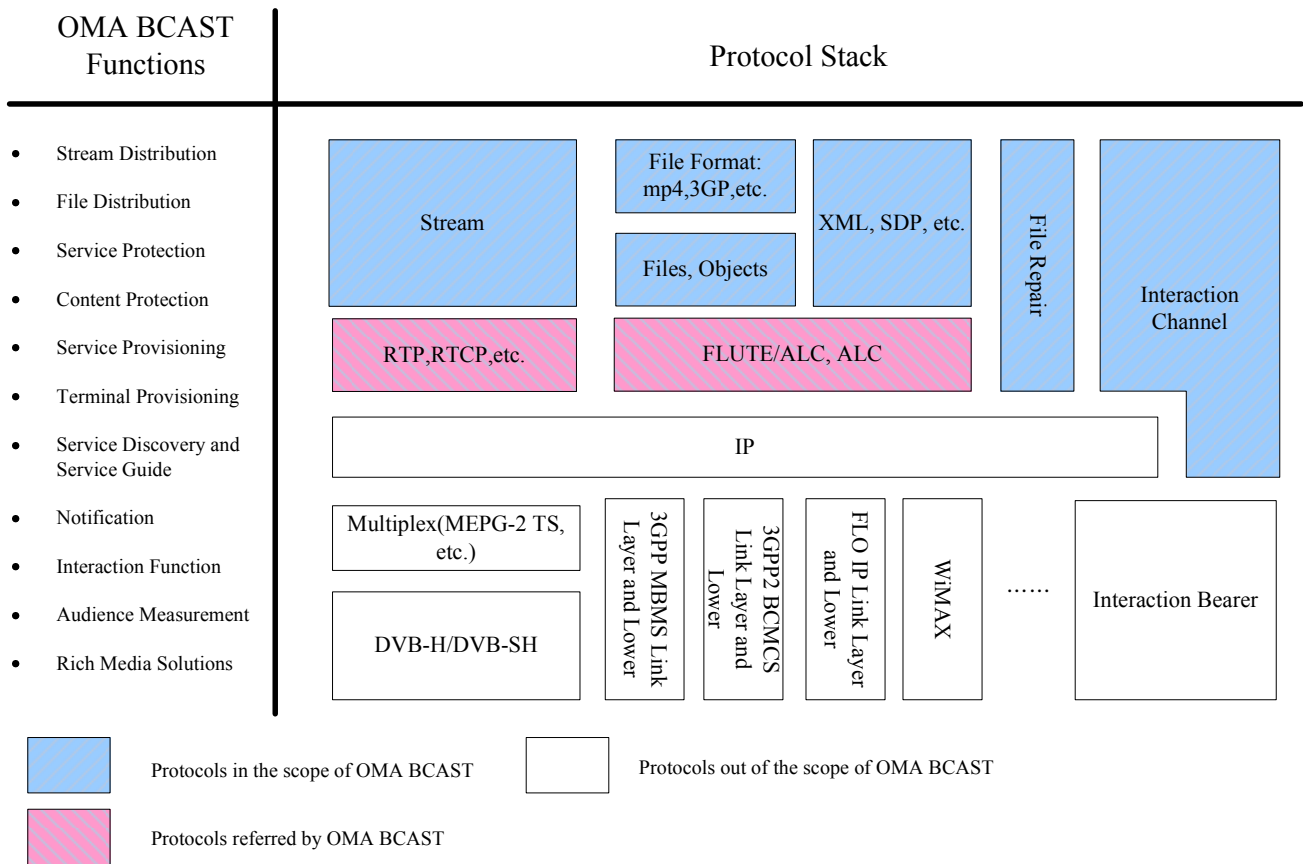 OMA BCAST
Functions
Protocol Stack
Stream Distribution
File Distribution
Service Protection
Content Protection
Service Provisioning
Terminal Provisioning
Service Discovery and
Service Guide
Notification
Interaction Function
Audience Measurement
Rich Media Solutions
Stream
File Format:
mp4,3GP,etc.
Files, Objects
XML, SDP, etc.
File Repair
Interaction
Channel
RTP,RTCP,etc.
FLUTE/ALC, ALC
IP
Multiplex(MEPG-2 TS,
etc.)
DVB-H/DVB-SH
3GPP MBMS Link
Layer and Lower
3GPP2 BCMCS
Link Layer and
Lower
FLO IP Link Layer
and Lower
WiMAX
……
Interaction Bearer
Protocols in the scope of OMA BCAST
Protocols out of the scope of OMA BCAST
Protocols referred by OMA BCAST